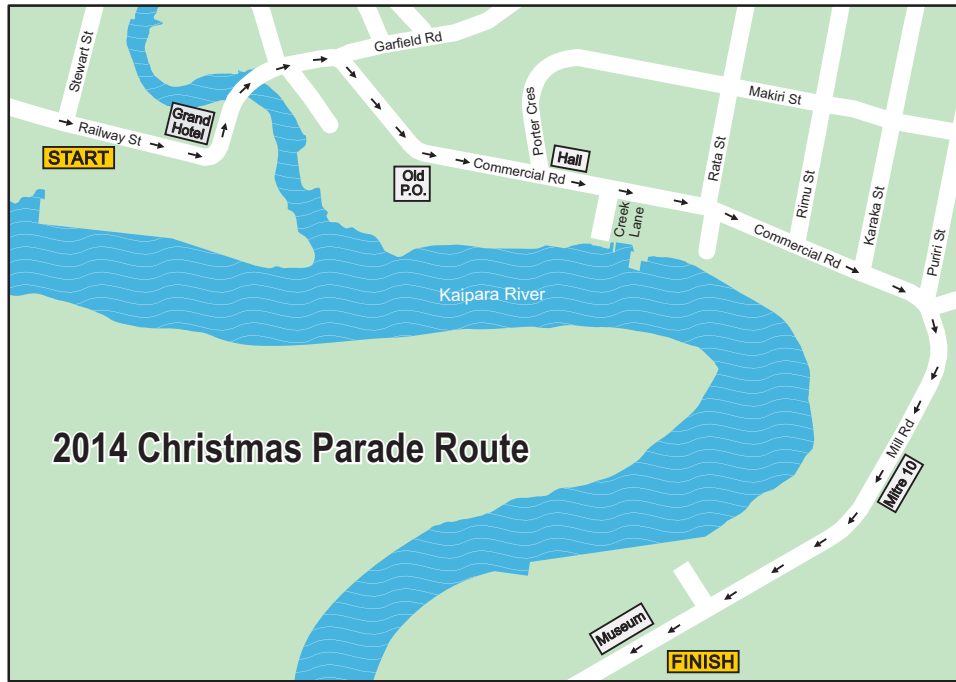 Stewart St
Garfield Rd
Railway St
START
Grand
Hotel
Old
P.O.
Commercial Rd
Porter Cres
Hall
Makiri St
Creek
Lane
Rata St
Rimu St
Karaka St
Puriri St
Commercial Rd
Kaipara River
2014 Christmas Parade Route
Mill Rd
Mitre 10
Museum
FINISH